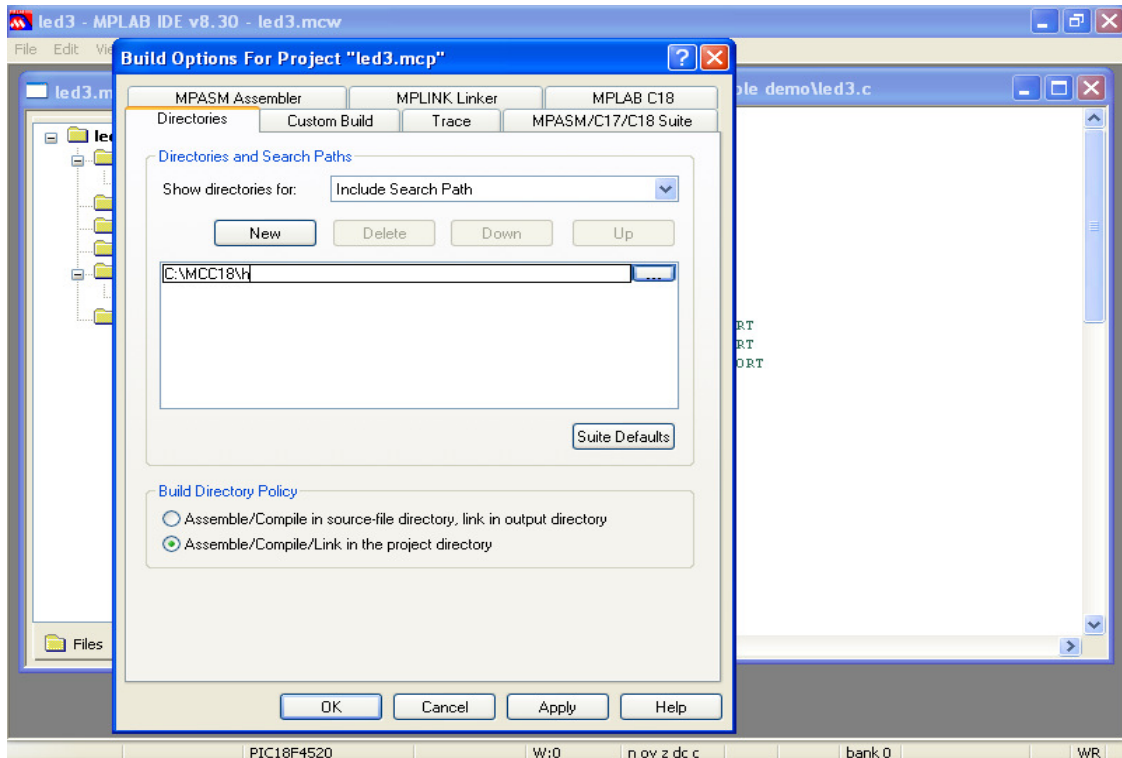 led3 - MPLAB IDE v8.30 - led3.mcw
File Edit Vie
Build Options For Project "led3.mcp"
led3.m
ole demo\led3.c
MPASM Assembler MPLINK Linker MPLAB C18
Directories Custom Build Trace MPASM/C17/C18 Suite
le
Directories and Search Paths
Show directories for: Include Search Path
New Delete Down Up
C:\MCC18\h ...
RT
RT
ORT
Suite Defaults
Build Directory Policy
Assemble/Compile in source-file directory, link in output directory
Assemble/Compile/Link in the project directory
Files
OK Cancel Apply Help
PIC18F4520 W:0 n ov z dc c bank 0 WR